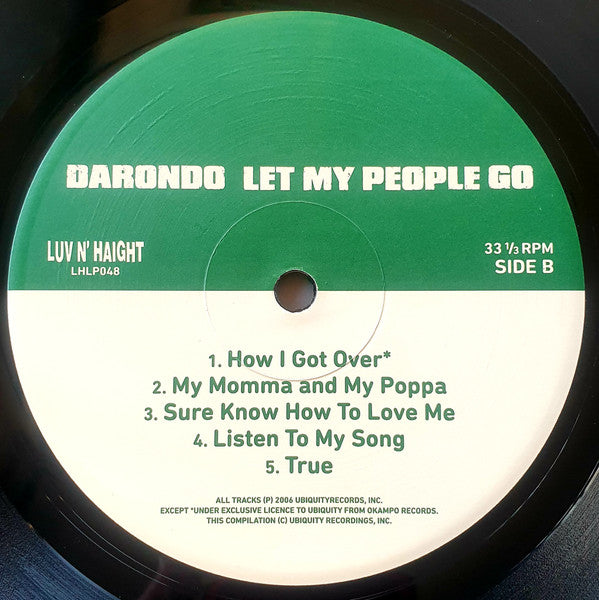 DARONDO LET MY PEOPLE GO
LUV N' HAIGHT
LHLP048
33 ⅓ RPM
SIDE B
1. How I Got Over*
2. My Momma and My Poppa
3. Sure Know How To Love Me
4. Listen To My Song
5. True
ALL TRACKS (P) 2006 UBIQUITYRECORDS, INC.
EXCEPT *UNDER EXCLUSIVE LICENCE TO UBIQUITY FROM OKAMPO RECORDS.
THIS COMPILATION (C) UBIQUITY RECORDINGS, INC.